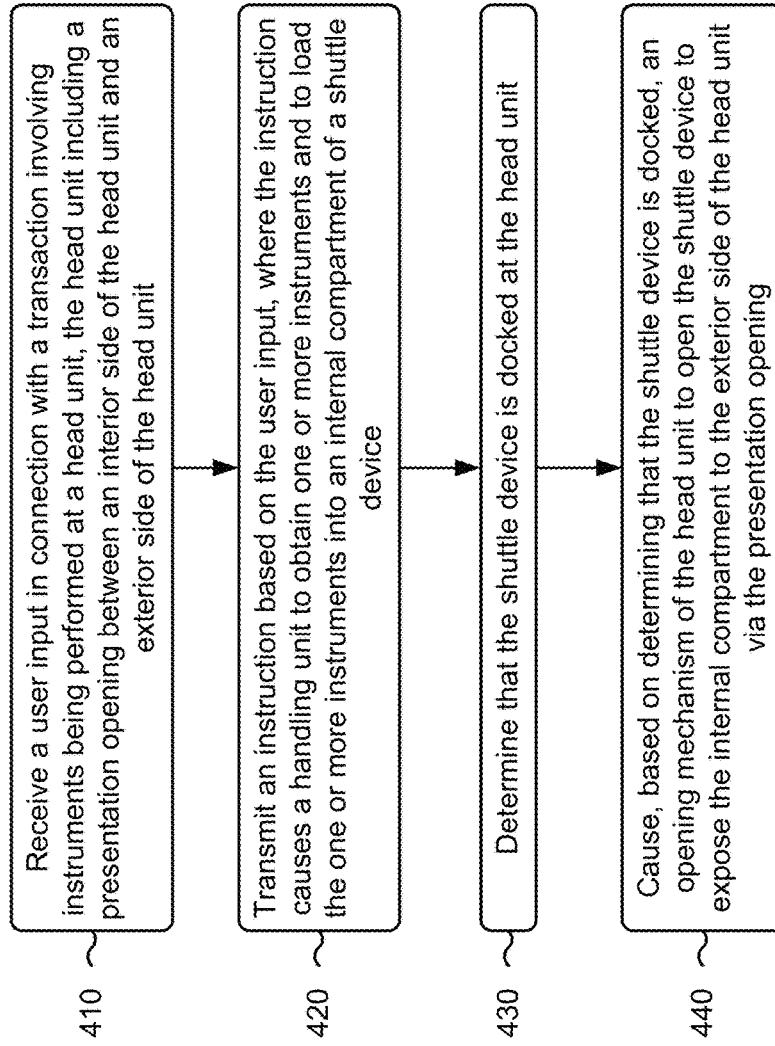 410
Receive a user input in connection with a transaction involving
instruments being performed at a head unit, the head unit including a
presentation opening between an interior side of the head unit and an
exterior side of the head unit
420
Transmit an instruction based on the user input, where the instruction
causes a handling unit to obtain one or more instruments and to load
the one or more instruments into an internal compartment of a shuttle
device
430
Determine that the shuttle device is docked at the head unit
440
Cause, based on determining that the shuttle device is docked, an
opening mechanism of the head unit to open the shuttle device to
expose the internal compartment to the exterior side of the head unit
via the presentation opening